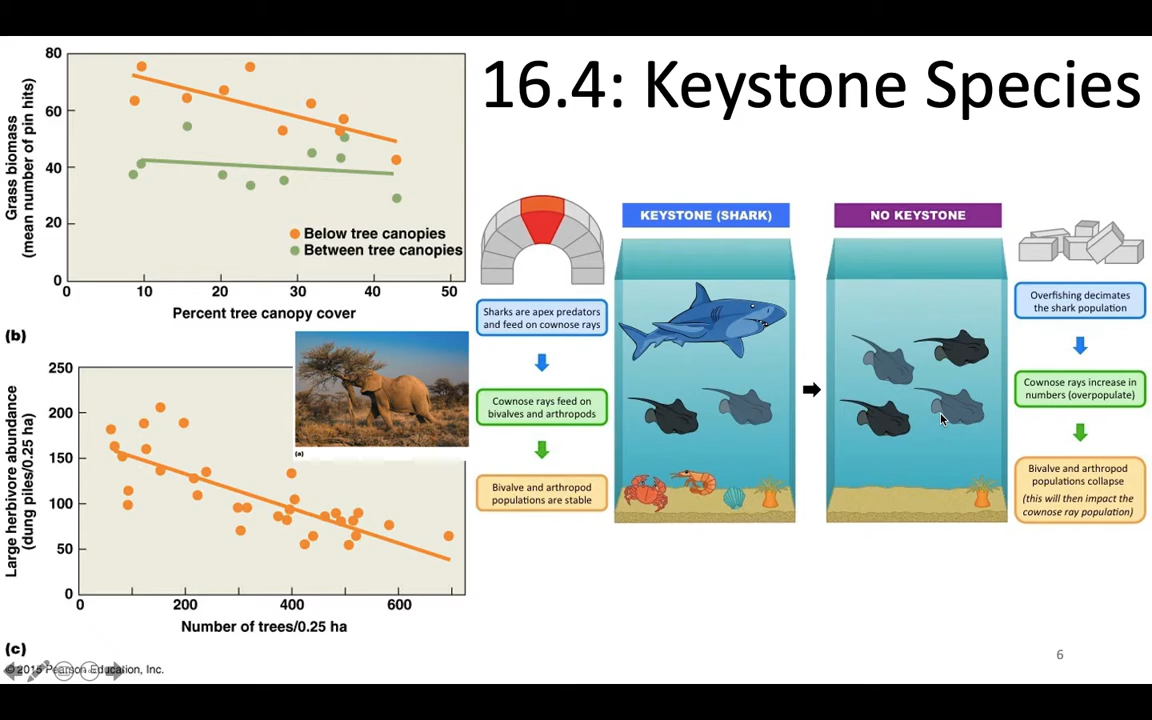 16.4: Keystone Species
80
60
40
20
0
Grass biomass
(mean number of pin hits)
Below tree canopies
Between tree canopies
0 10 20 30 40 50
Percent tree canopy cover
(b)
250
200
150
100
50
0
Large herbivore abundance
(dung piles/0.25 ha)
(a)
0 200 400 600
Number of trees/0.25 ha
(c)
© 2015 Pearson Education, Inc.
KEYSTONE (SHARK)
NO KEYSTONE
Sharks are apex predators
and feed on cownose rays
Cownose rays feed on
bivalves and arthropods
Bivalve and arthropod
populations are stable
Overfishing decimates
the shark population
Cownose rays increase in
numbers (overpopulate)
Bivalve and arthropod
populations collapse
(this will then impact the
cownose ray population)
6